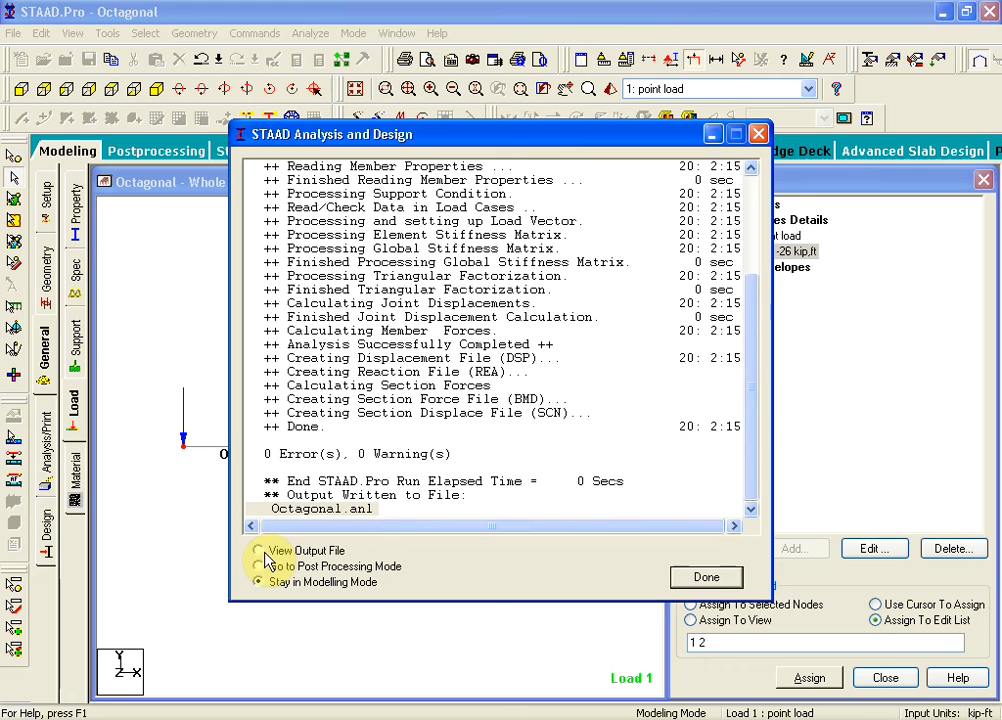 STAAD.Pro - Octagonal
File Edit View Tools Select Geometry Commands Analyze Mode Window Help
1: point load
Modeling Postprocessing
Advanced Slab Design
Octagonal - Whole
Setup
Geometry
General
Analysis/Print
Design
Property
Spec
Support
Load
Material
STAAD Analysis and Design
++ Reading Member Properties ... 20: 2:15
++ Finished Reading Member Properties ... 0 sec
++ Processing Support Condition. 20: 2:15
++ Read/Check Data in Load Cases .. 20: 2:15
++ Processing and setting up Load Vector. 20: 2:15
++ Processing Element Stiffness Matrix. 20: 2:15
++ Processing Global Stiffness Matrix. 20: 2:15
++ Finished Processing Global Stiffness Matrix. 0 sec
++ Processing Triangular Factorization. 20: 2:15
++ Finished Triangular Factorization. 0 sec
++ Calculating Joint Displacements. 20: 2:15
++ Finished Joint Displacement Calculation. 0 sec
++ Calculating Member Forces. 20: 2:15
++ Analysis Successfully Completed ++
++ Creating Displacement File (DSP)... 20: 2:15
++ Creating Reaction File (REA)...
++ Calculating Section Forces
++ Creating Section Force File (BMD)...
++ Creating Section Displace File (SCN)...
++ Done. 20: 2:15
0 Error(s), 0 Warning(s)
** End STAAD.Pro Run Elapsed Time = 0 Secs
** Output Written to File:
Octagonal.anl
View Output File
Go to Post Processing Mode
Stay in Modelling Mode
Done
es Details
-26 kip,ft
Add... Edit ... Delete...
Assign To Selected Nodes Use Cursor To Assign
Assign To View Assign To Edit List
1 2
Assign Close Help
Y
Z X
Load 1
For Help, press F1 Modeling Mode Load 1 : point load Input Units: kip-ft